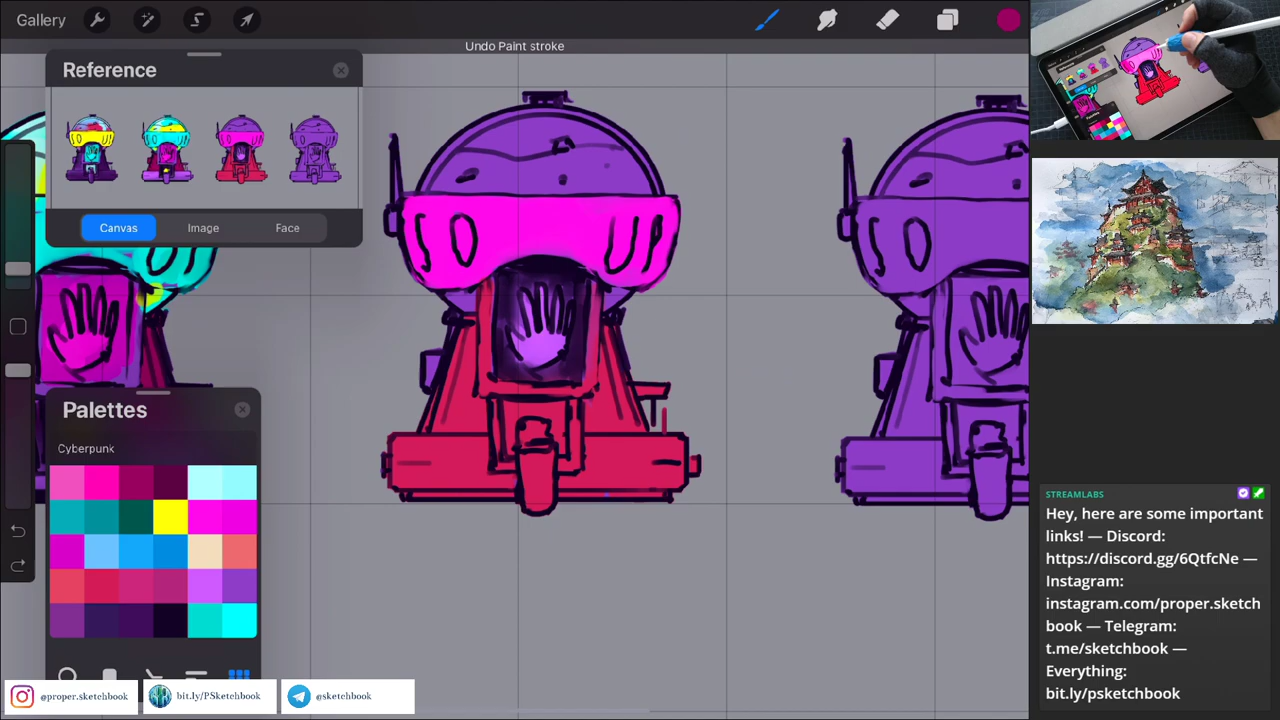 Gallery
Undo Paint stroke
Reference
Canvas
Image
Face
Palettes
Cyberpunk
@proper.sketchbook
bit.ly/PSketchbook
@sketchbook
STREAMLABS
Hey, here are some important
links! — Discord:
https://discord.gg/6QtfcNe —
Instagram:
instagram.com/proper.sketch
book — Telegram:
t.me/sketchbook —
Everything:
bit.ly/psketchbook